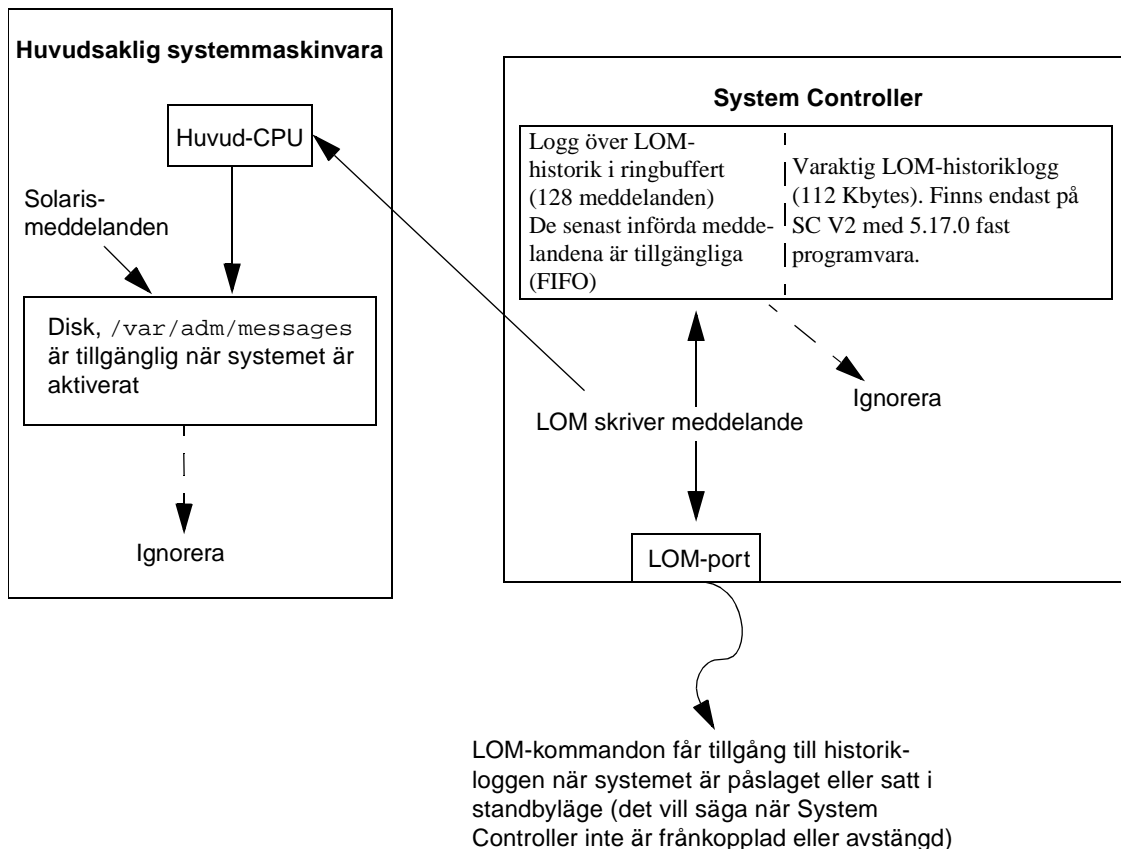 Huvudsaklig systemmaskinvara
Huvud-CPU
Solaris-
meddelanden
Disk, /var/adm/messages
är tillgänglig när systemet är
aktiverat
Ignorera
System Controller
Logg över LOM-
historik i ringbuffert
(128 meddelanden)
De senast införda medde-
landena är tillgängliga
(FIFO)
Varaktig LOM-historiklogg
(112 Kbytes). Finns endast på
SC V2 med 5.17.0 fast
programvara.
Ignorera
LOM skriver meddelande
LOM-port
LOM-kommandon får tillgång till historik-
loggen när systemet är påslaget eller satt i
standbyläge (det vill säga när System
Controller inte är frånkopplad eller avstängd)